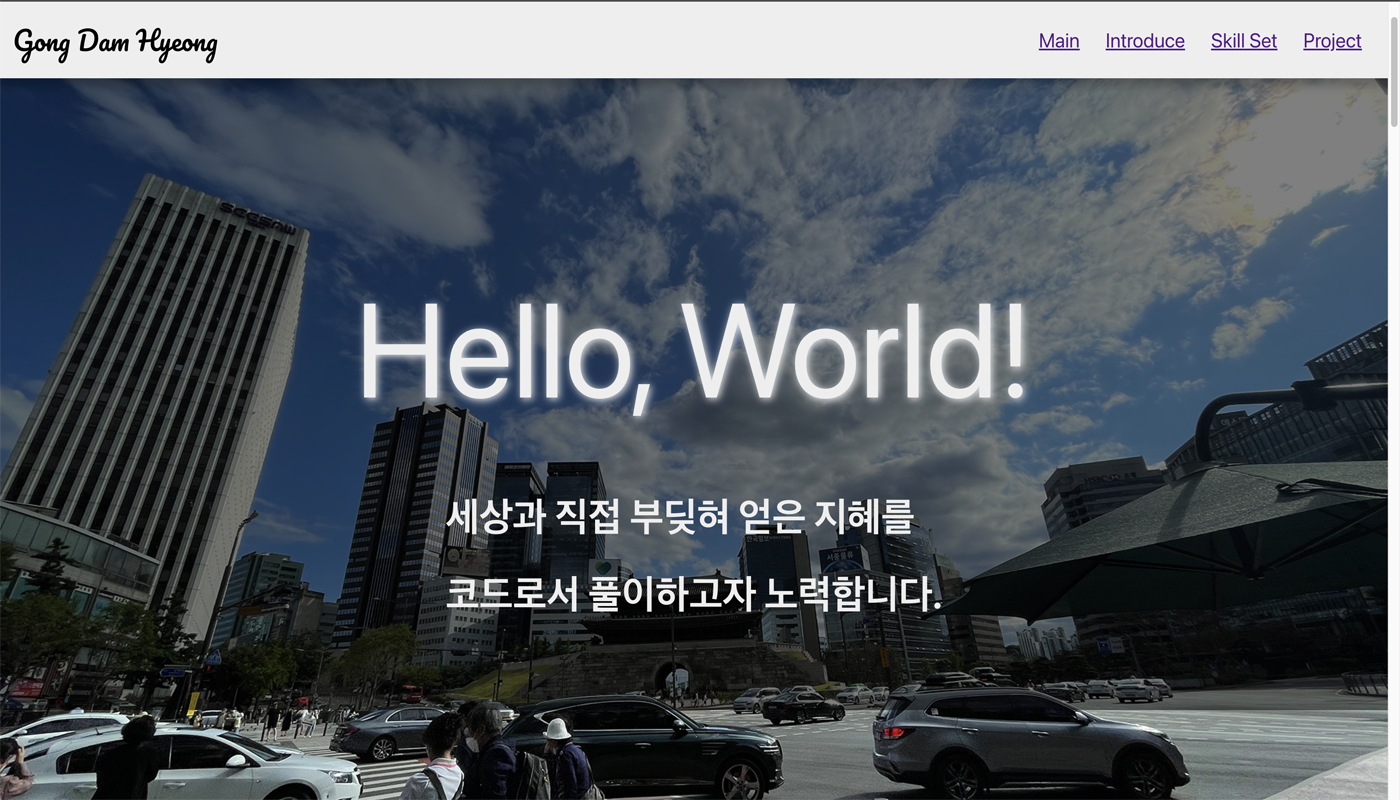 Gong Dam Hyeong
Main Introduce Skill Set Project
Hello, World!
세상과 직접 부딪혀 얻은 지혜를
코드로서 풀이하고자 노력합니다.